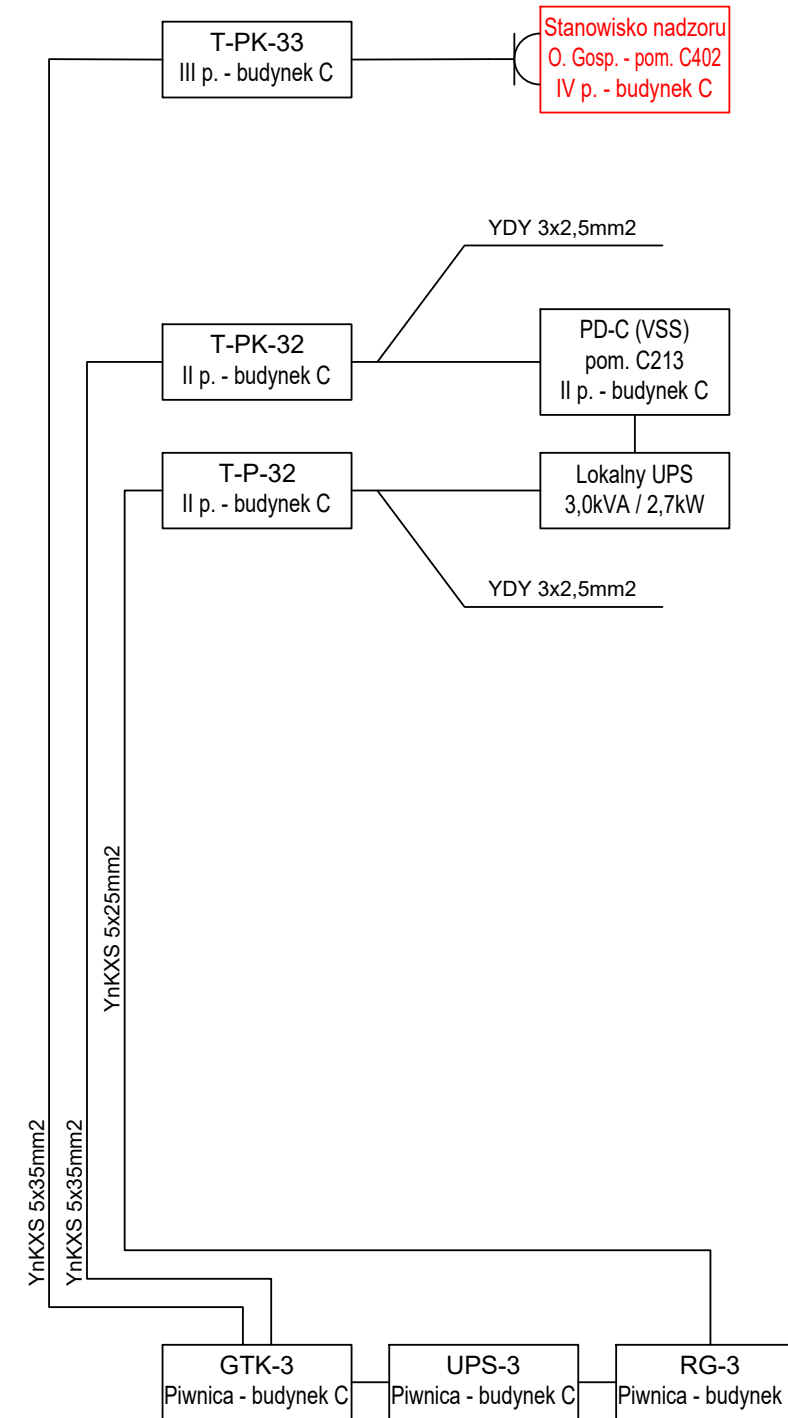 T-PK-33
III p. - budynek C
Stanowisko nadzoru
O. Gosp. - pom. C402
IV p. - budynek C
YDY 3x2,5mm2
T-PK-32
II p. - budynek C
PD-C (VSS)
pom. C213
II p. - budynek C
T-P-32
II p. - budynek C
Lokalny UPS
3,0kVA / 2,7kW
YDY 3x2,5mm2
YnKXS 5x25mm2
YnKXS 5x35mm2
YnKXS 5x35mm2
GTK-3
Piwnica - budynek C
UPS-3
Piwnica - budynek C
RG-3
Piwnica - budynek